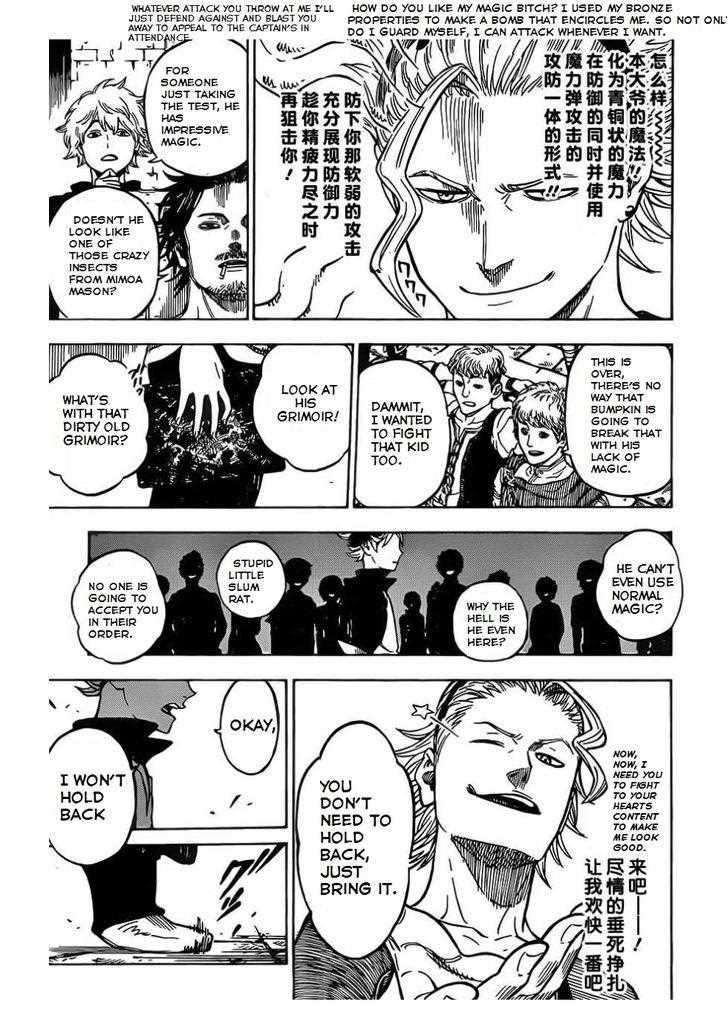 HOW DO YOU LIKE MY MAGIC BITCH? I USED MY BRONZE
PROPERTIES TO MAKE A BOMB THAT ENCIRCLES ME. SO NOT ONL
DO I GUARD MYSELF, I CAN ATTACK WHENEVER I WANT.
WHATEVER ATTACK YOU THROW AT ME I'LL
JUST DEFEND AGAINST AND BLAST YOU
AWAY TO APPEAL TO THE CAPTAIN'S IN
ATTENDANCE
怎么样~~~!!
本大爷的魔法!!
化为青铜状的魔力
在防御的同时并使用
魔力弹攻击的
攻防一体的形式!!
防下你那软弱的攻击
充分展现防御力
趁你精疲力尽之时
再狙击你!
ワワワ
FOR
SOMEONE
JUST TAKING
THE TEST, HE
HAS
IMPRESSIVE
MAGIC.
DOESN'T HE
LOOK LIKE
ONE OF
THOSE CRAZY
INSECTS
FROM MIMOA
MASON?
THIS IS
OVER,
THERE'S NO
WAY THAT
BUMPKIN IS
GOING TO
BREAK THAT
WITH HIS
LACK OF
MAGIC.
DAMMIT,
I WANTED
TO FIGHT
THAT KID
TOO.
LOOK AT
HIS
GRIMOIR!
WHAT'S
WITH THAT
DIRTY OLD
GRIMOIR?
HE CAN'T
EVEN USE
NORMAL
MAGIC?
WHY THE
HELL IS
HE EVEN
HERE?
STUPID
LITTLE
SLUM
RAT.
NO ONE IS
GOING TO
ACCEPT YOU
IN THEIR
ORDER.
NOW,
NOW, I
NEED YOU
TO FIGHT
TO YOUR
HEARTS
CONTENT
TO MAKE
ME LOOK
GOOD.
来吧——!
尽情的垂死挣扎
让我欢快一番吧
YOU
DON'T
NEED TO
HOLD
BACK,
JUST
BRING IT.
OKAY,
I WON'T
HOLD
BACK